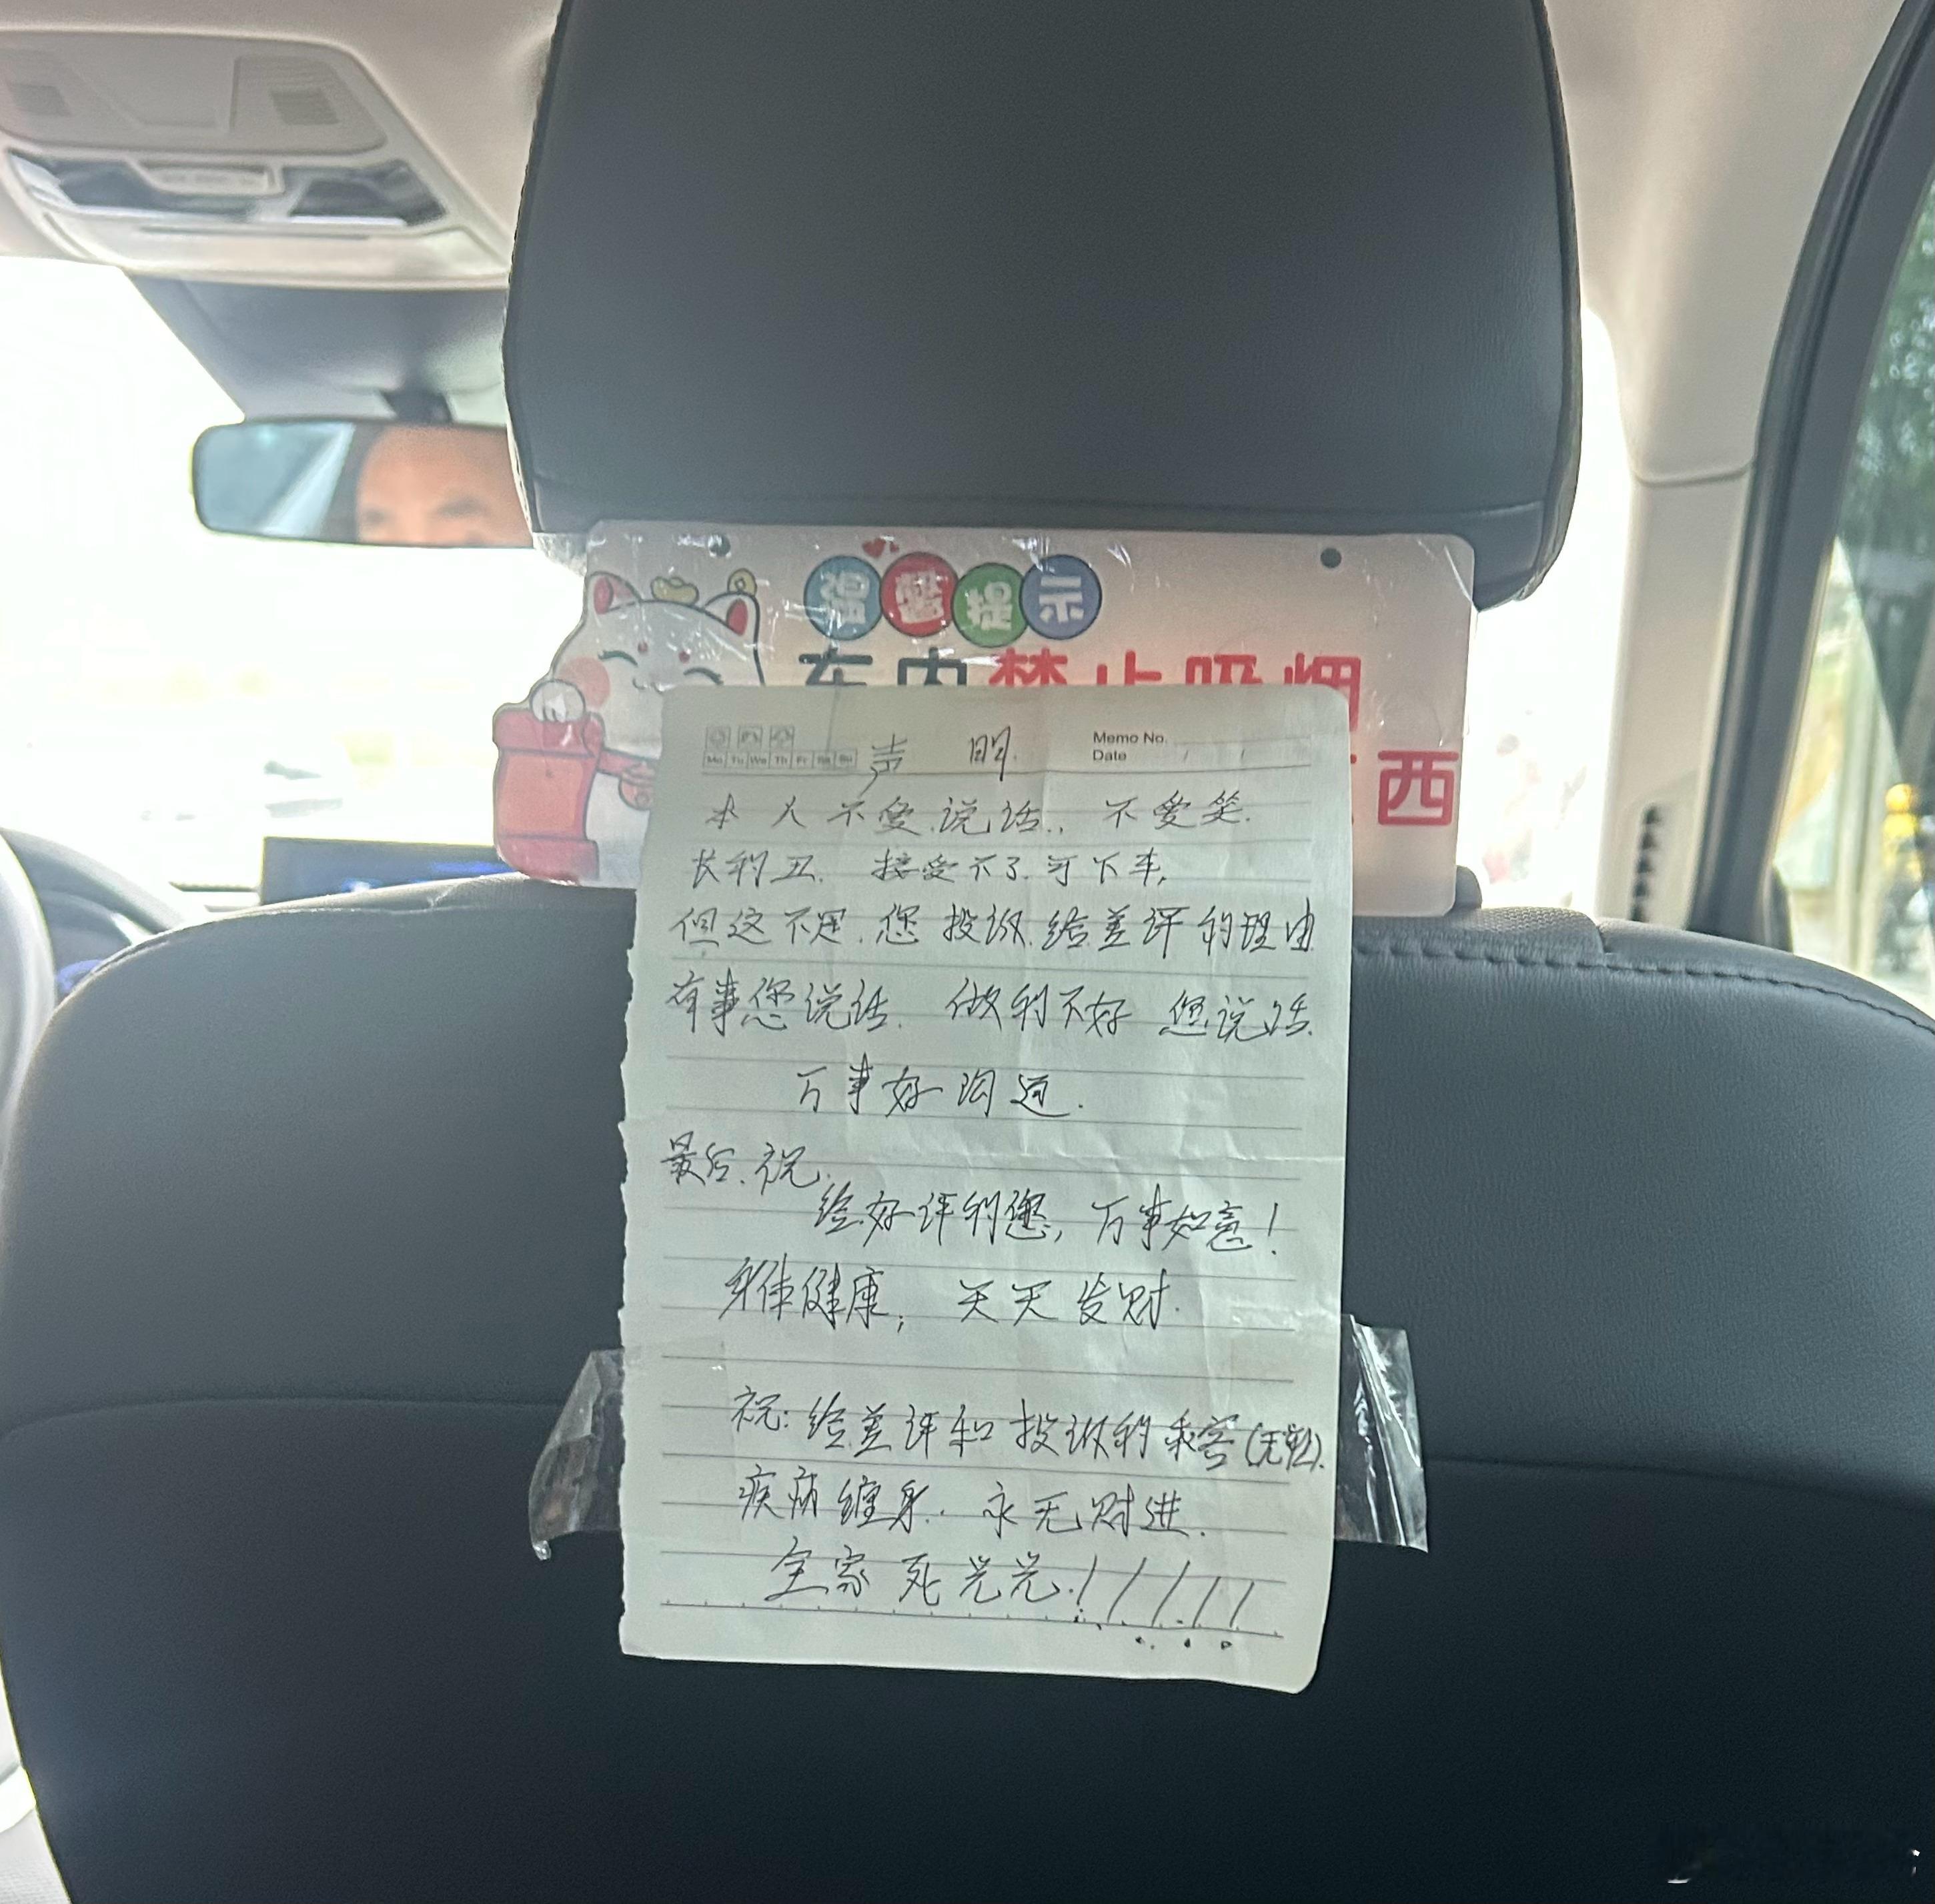 温馨提示
车内禁止吸烟
西
声明
Memo No.
Mo Tu We Th Fr Sa Su
Date / /
本人不爱说话., 不爱笑.
长的丑. 接受不了可下车,
但这不是.您投诉.给差评的理由.
有事您说话. 做的不好 您说话.
万事好沟通.
最后.祝.
给好评的您, 万事如意!
身体健康, 天天发财.
祝: 给差评和投诉的乘客
疾病缠身. 永无财进.
全家死光光.!!!!!!